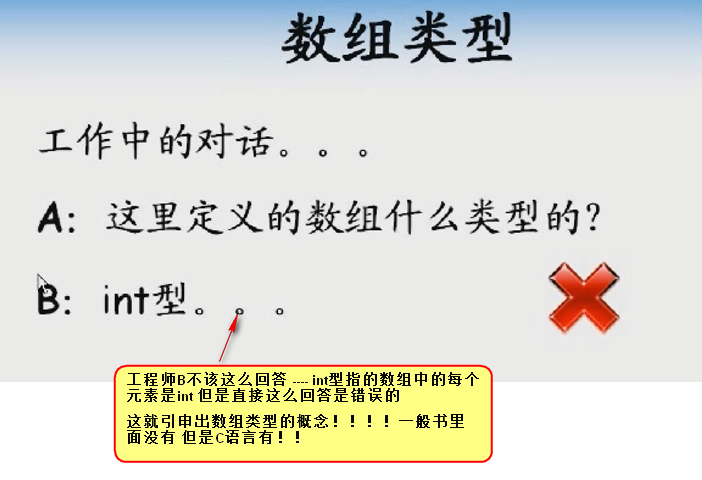 数组类型
工作中的对话。。。
A：这里定义的数组什么类型的？
B：int型。。。
工程师B不该这么回答 ---- int型指的数组中的每个
元素是int 但是直接这么回答是错误的
这就引申出数组类型的概念！！！！一般书里
面没有 但是C语言有！！